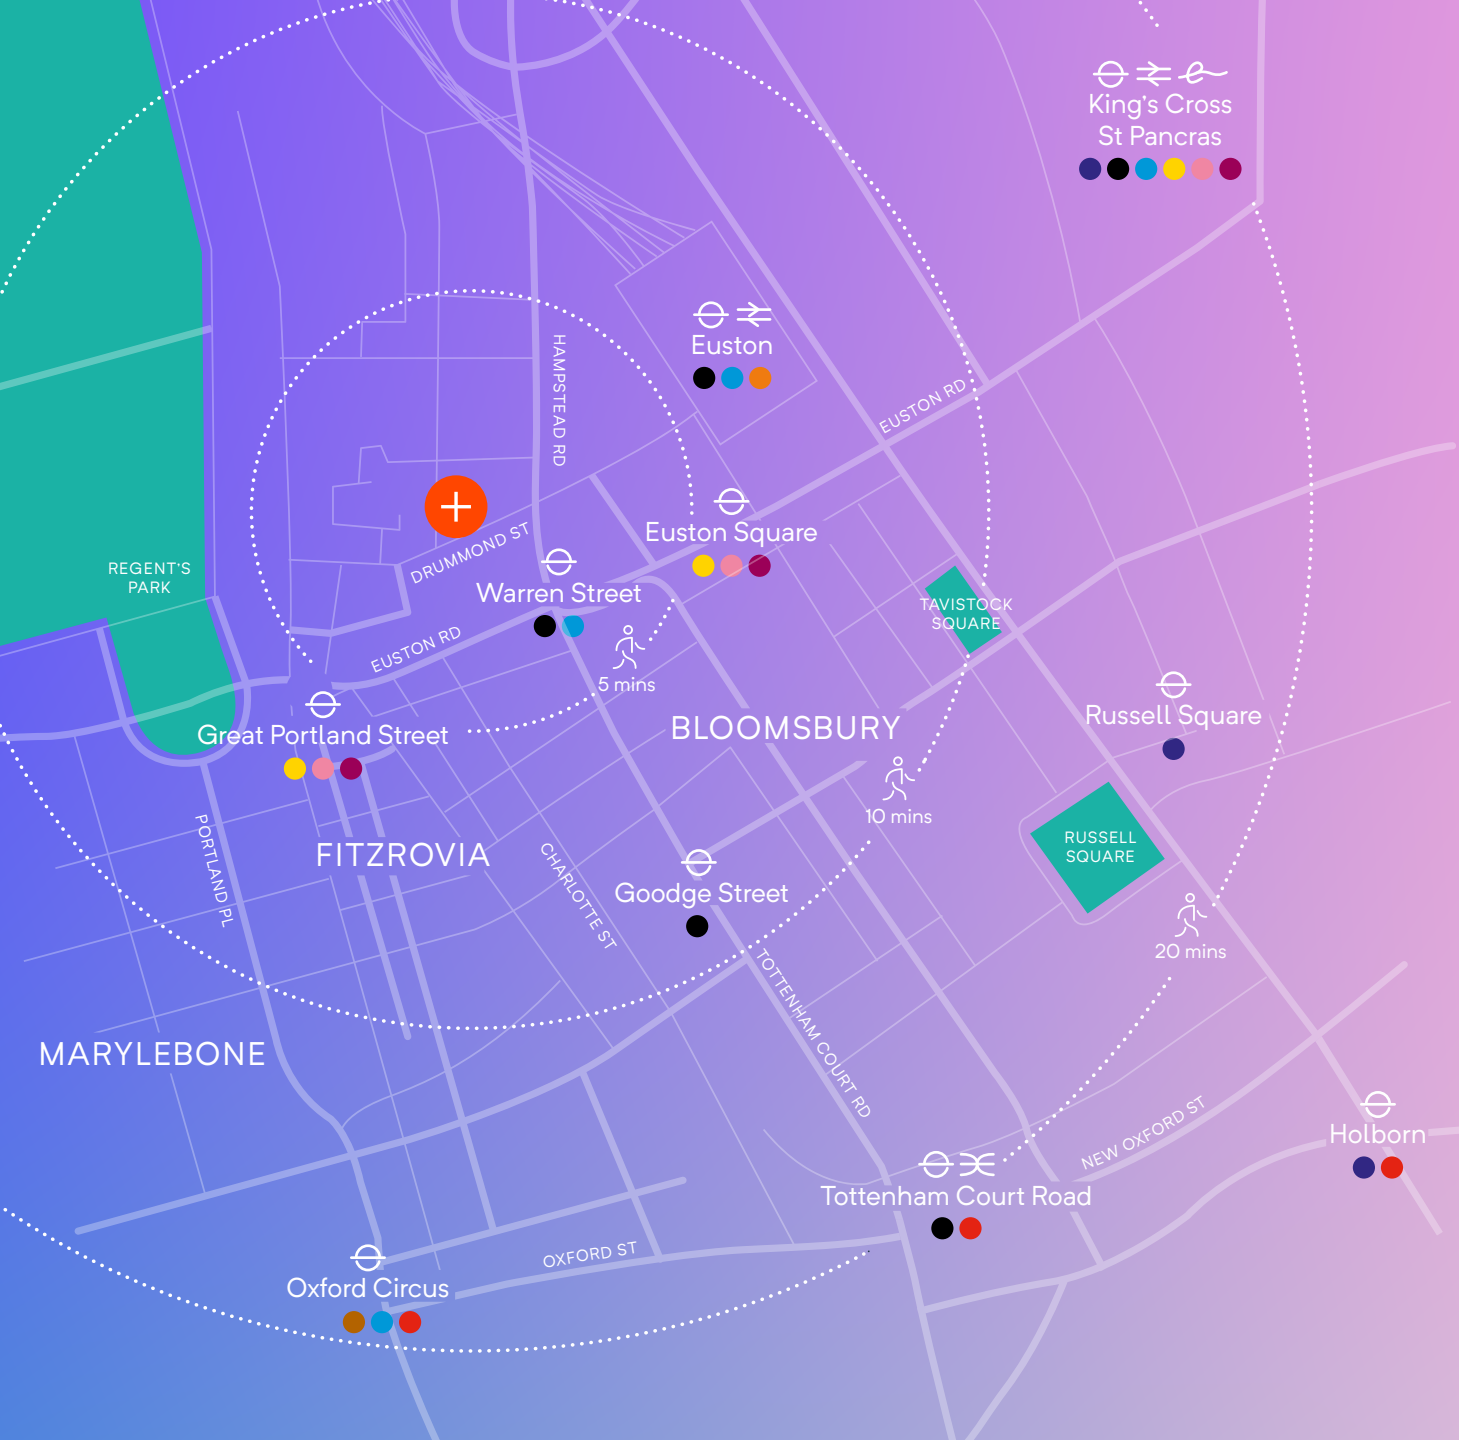 King's Cross
St Pancras
Euston
HAMPSTEAD RD
EUSTON RD
Euston Square
DRUMMOND ST
REGENT'S
PARK
Warren Street
TAVISTOCK
SQUARE
EUSTON RD
5 mins
Great Portland Street
BLOOMSBURY
Russell Square
10 mins
PORTLAND PL
FITZROVIA
CHARLOTTE ST
Goodge Street
RUSSELL
SQUARE
20 mins
TOTTENHAM COURT RD
MARYLEBONE
NEW OXFORD ST
Holborn
Tottenham Court Road
OXFORD ST
Oxford Circus